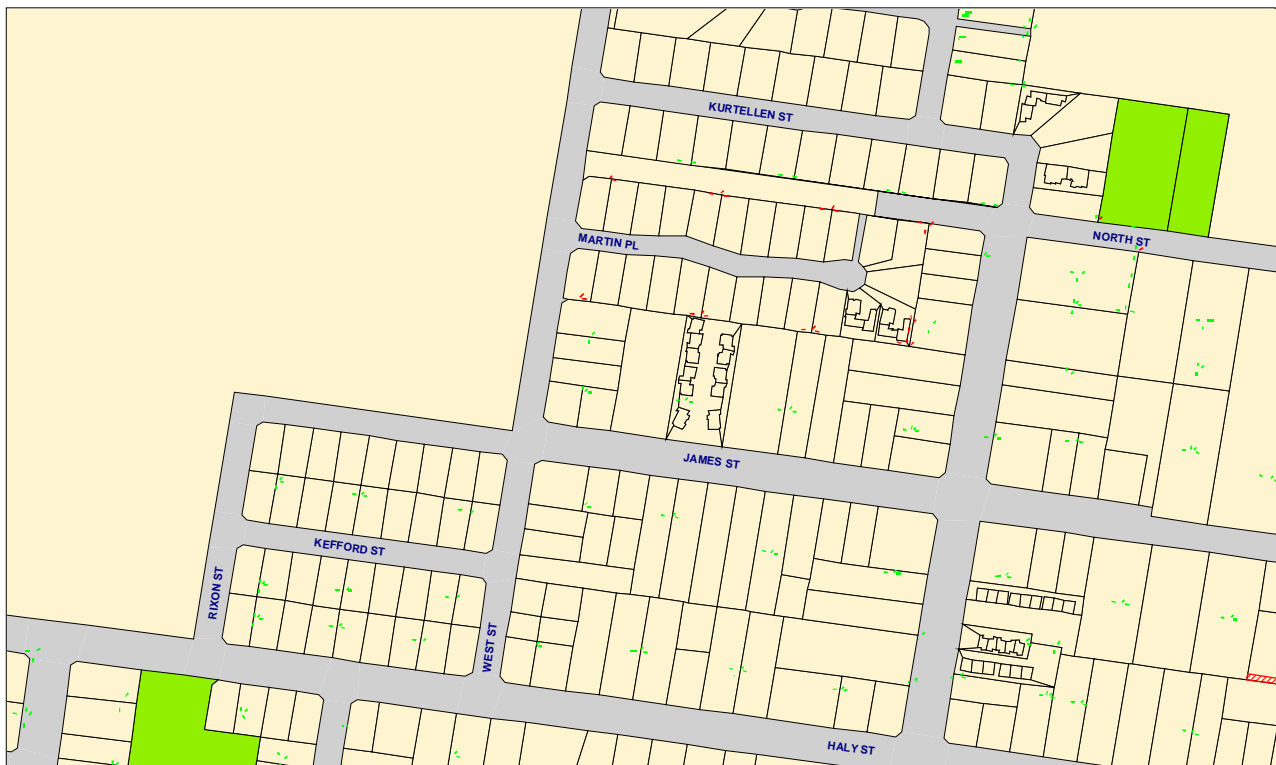 KURTELLEN ST
MARTIN PL
NORTH ST
JAMES ST
KEFFORD ST
RIXON ST
WEST ST
HALY ST